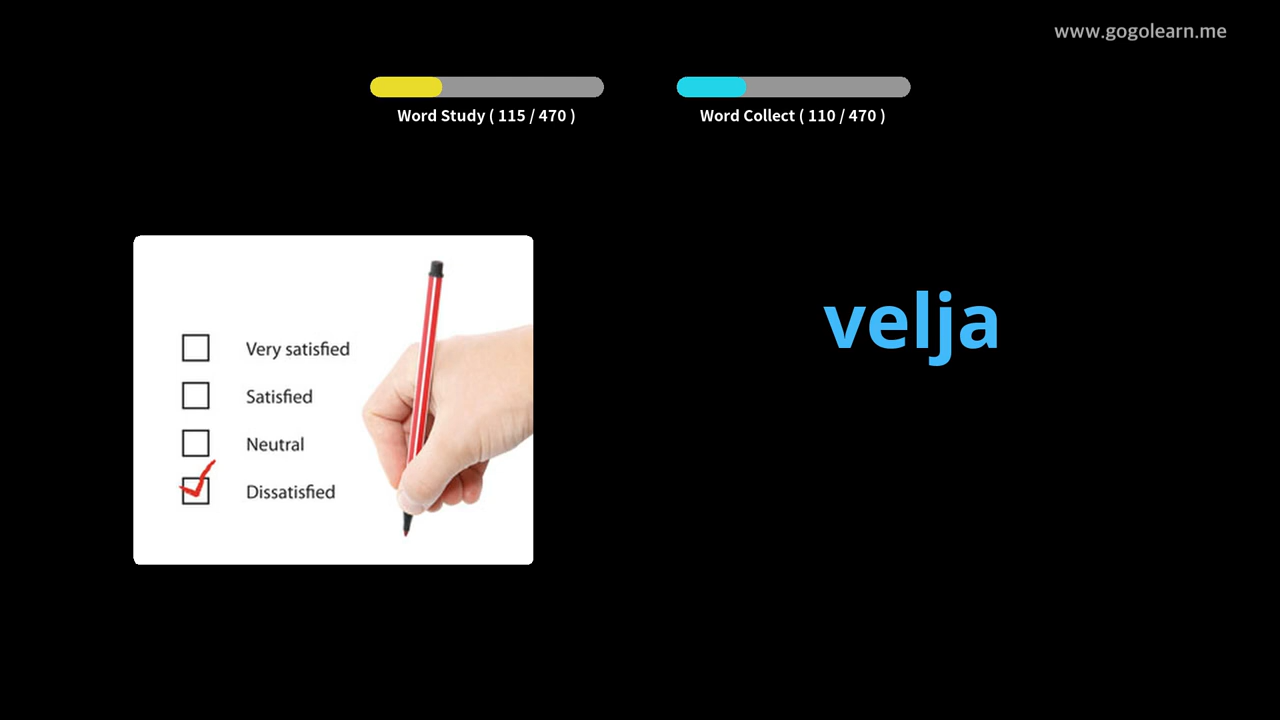 www.gogolearn.me
Word Study ( 115 / 470 )
Word Collect ( 110 / 470 )
velja
Very satisfied
Satisfied
Neutral
Dissatisfied